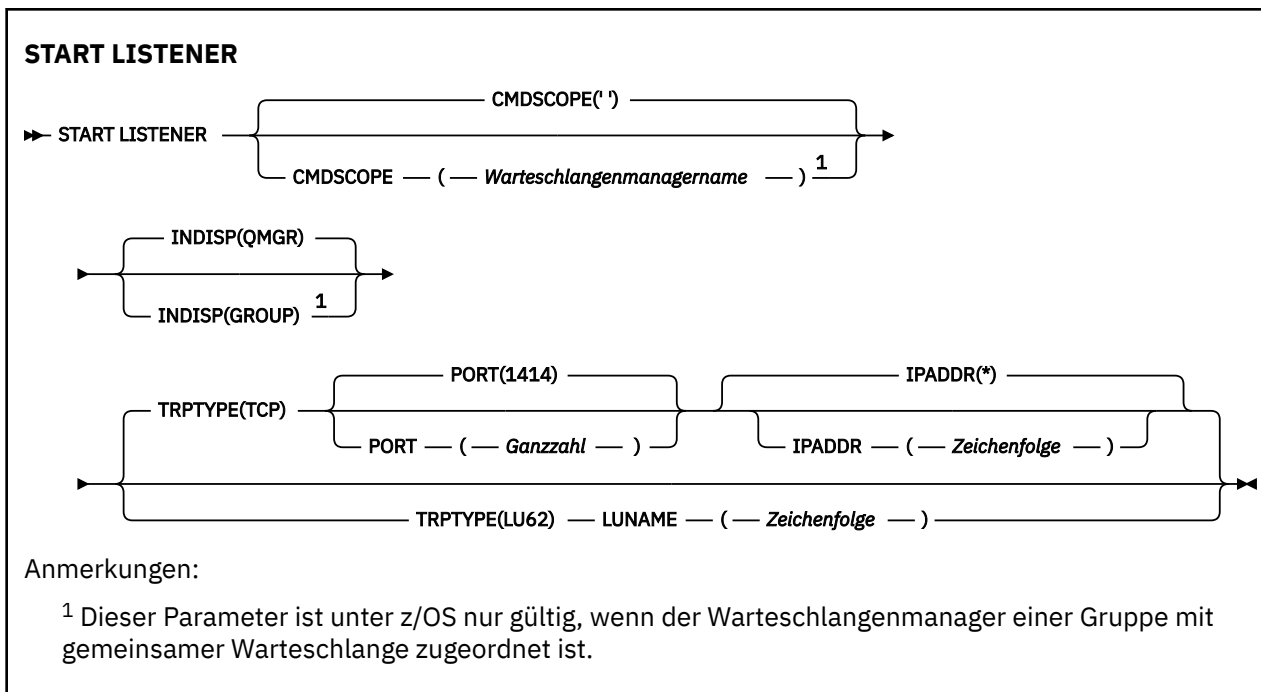 START LISTENER
CMDSCOPE(' ')
START LISTENER
CMDSCOPE ( Warteschlangenmanagername ) 1
INDISP(QMGR)
INDISP(GROUP) 1
PORT(1414) IPADDR(*)
TRPTYPE(TCP)
PORT ( Ganzzahl ) IPADDR ( Zeichenfolge )
TRPTYPE(LU62) LUNAME ( Zeichenfolge )
Anmerkungen:
1 Dieser Parameter ist unter z/OS nur gültig, wenn der Warteschlangenmanager einer Gruppe mit
gemeinsamer Warteschlange zugeordnet ist.